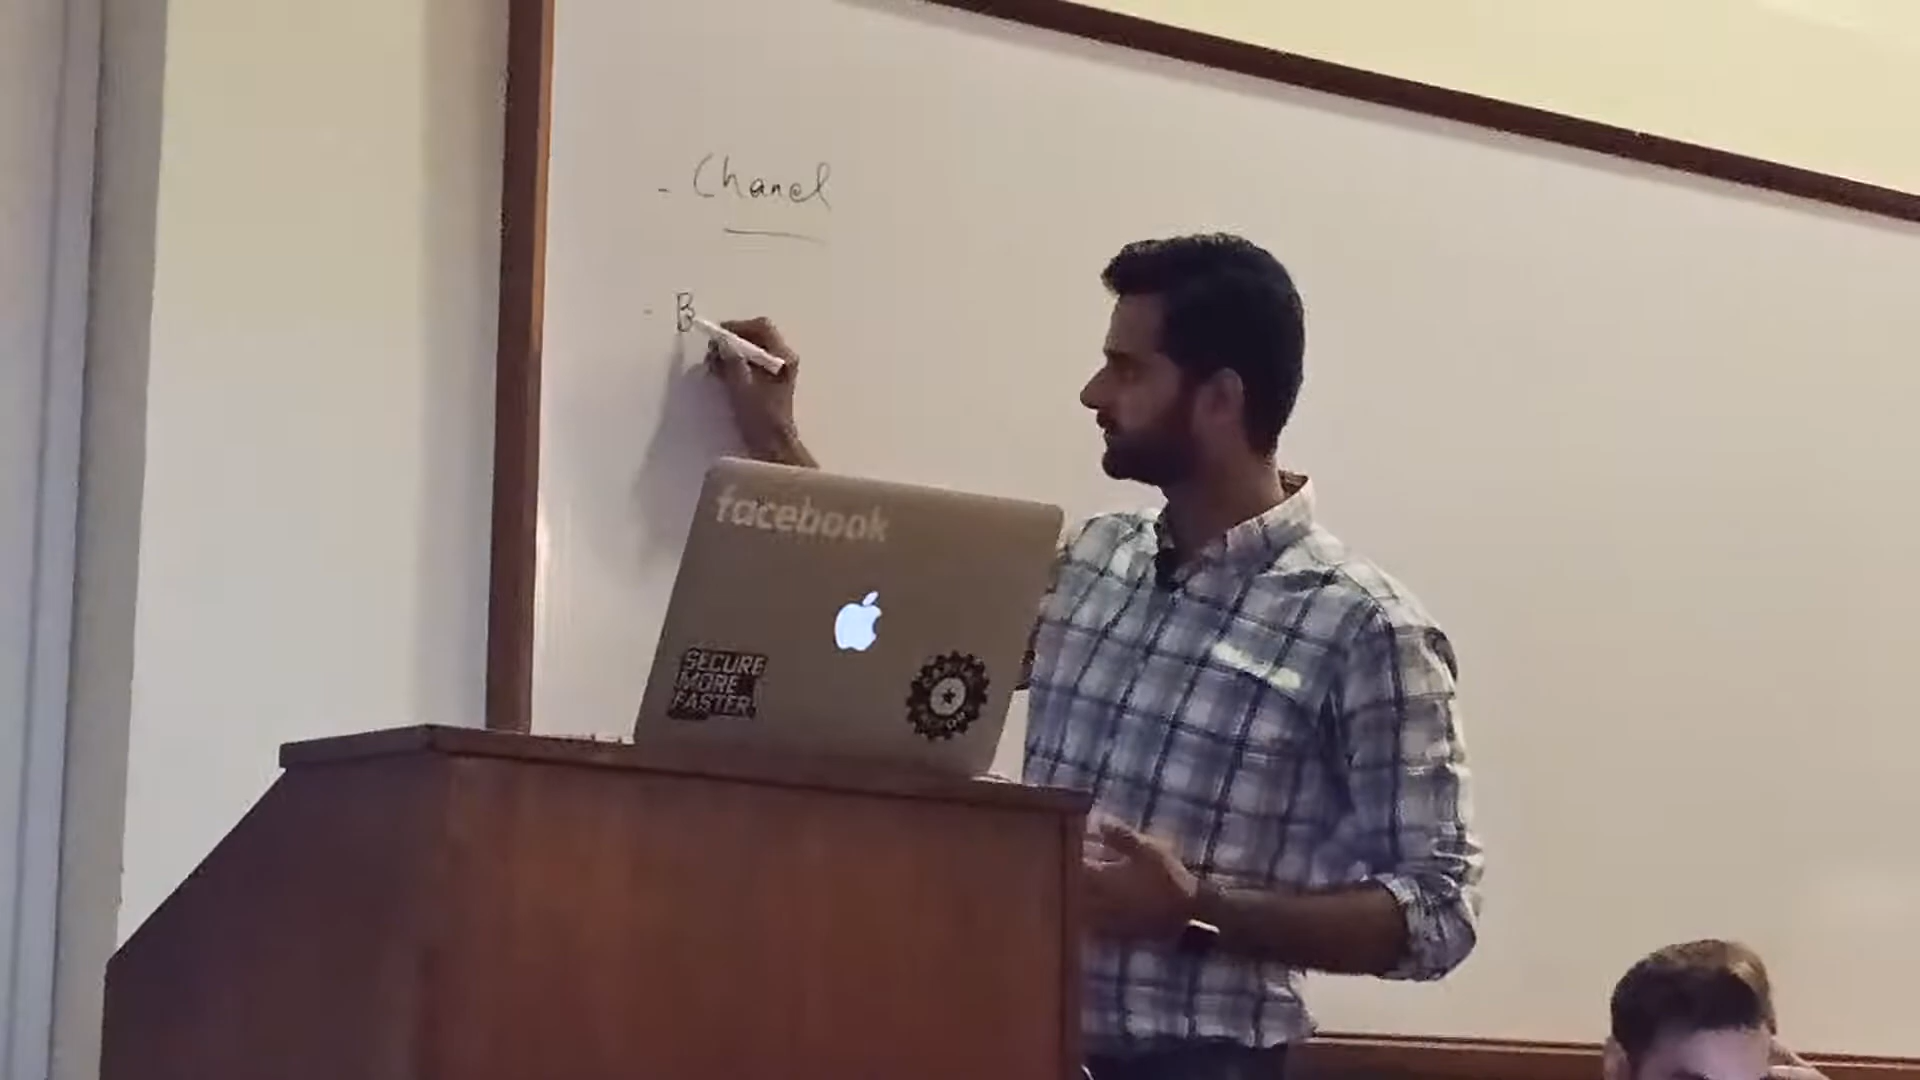 - Chanel
- B
facebook
SECURE
MORE
FASTER